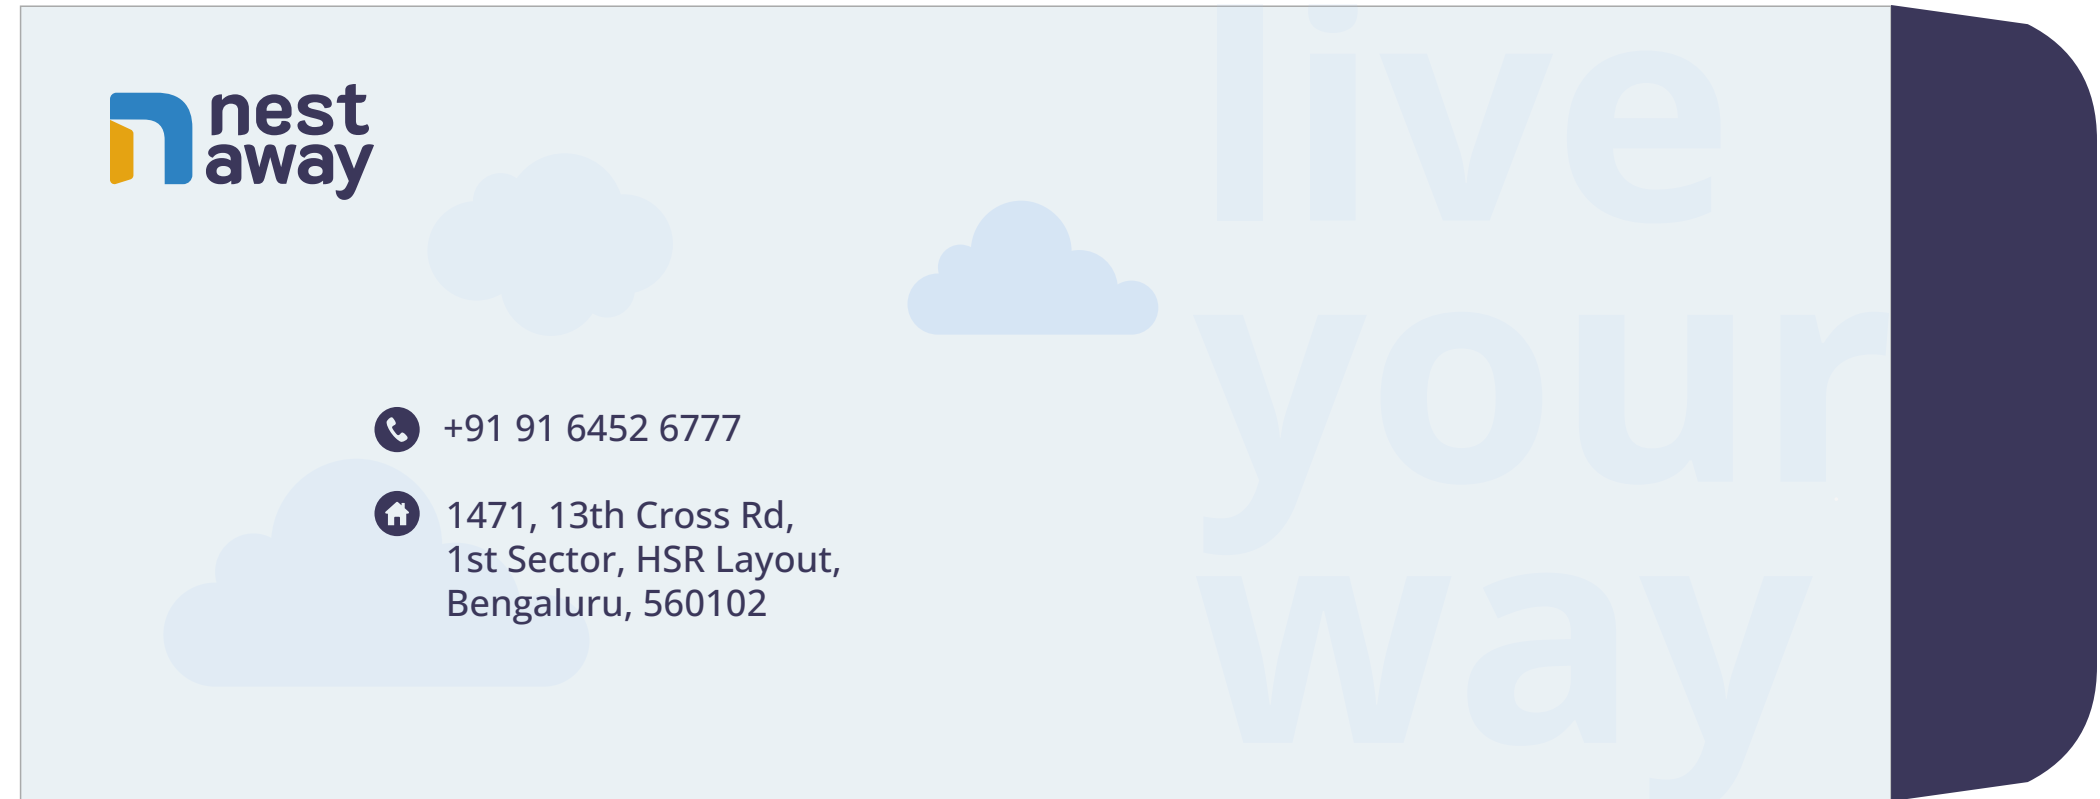 nest
away
live
your
way
+91 91 6452 6777
1471, 13th Cross Rd,
1st Sector, HSR Layout,
Bengaluru, 560102